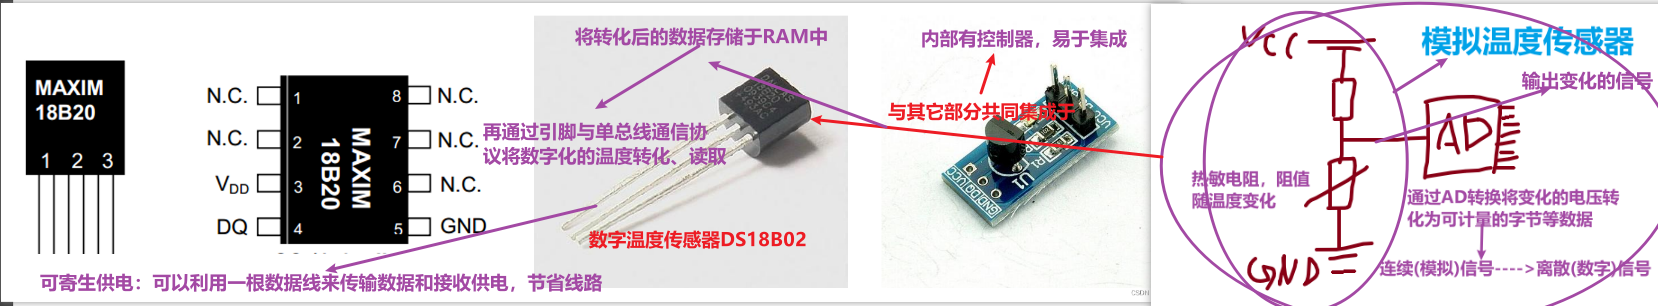 MAXIM
18B20
1 2 3
N.C.
N.C.
VDD
DQ
1
2
3
4
MAXIM
18B20
8
7
6
5
N.C.
N.C.
N.C.
GND
将转化后的数据存储于RAM中
再通过引脚与单总线通信协
议将数字化的温度转化、读取
数字温度传感器DS18B02
可寄生供电：可以利用一根数据线来传输数据和接收供电，节省线路
内部有控制器，易于集成
与其它部分共同集成于
VCC
GND DQ VCC
R1
U1
CSDN
VCC
模拟温度传感器
输出变化的信号
AD
热敏电阻，阻值
随温度变化
通过AD转换将变化的电压转
化为可计量的字节等数据
GND
连续(模拟)信号---->离散(数字)信号